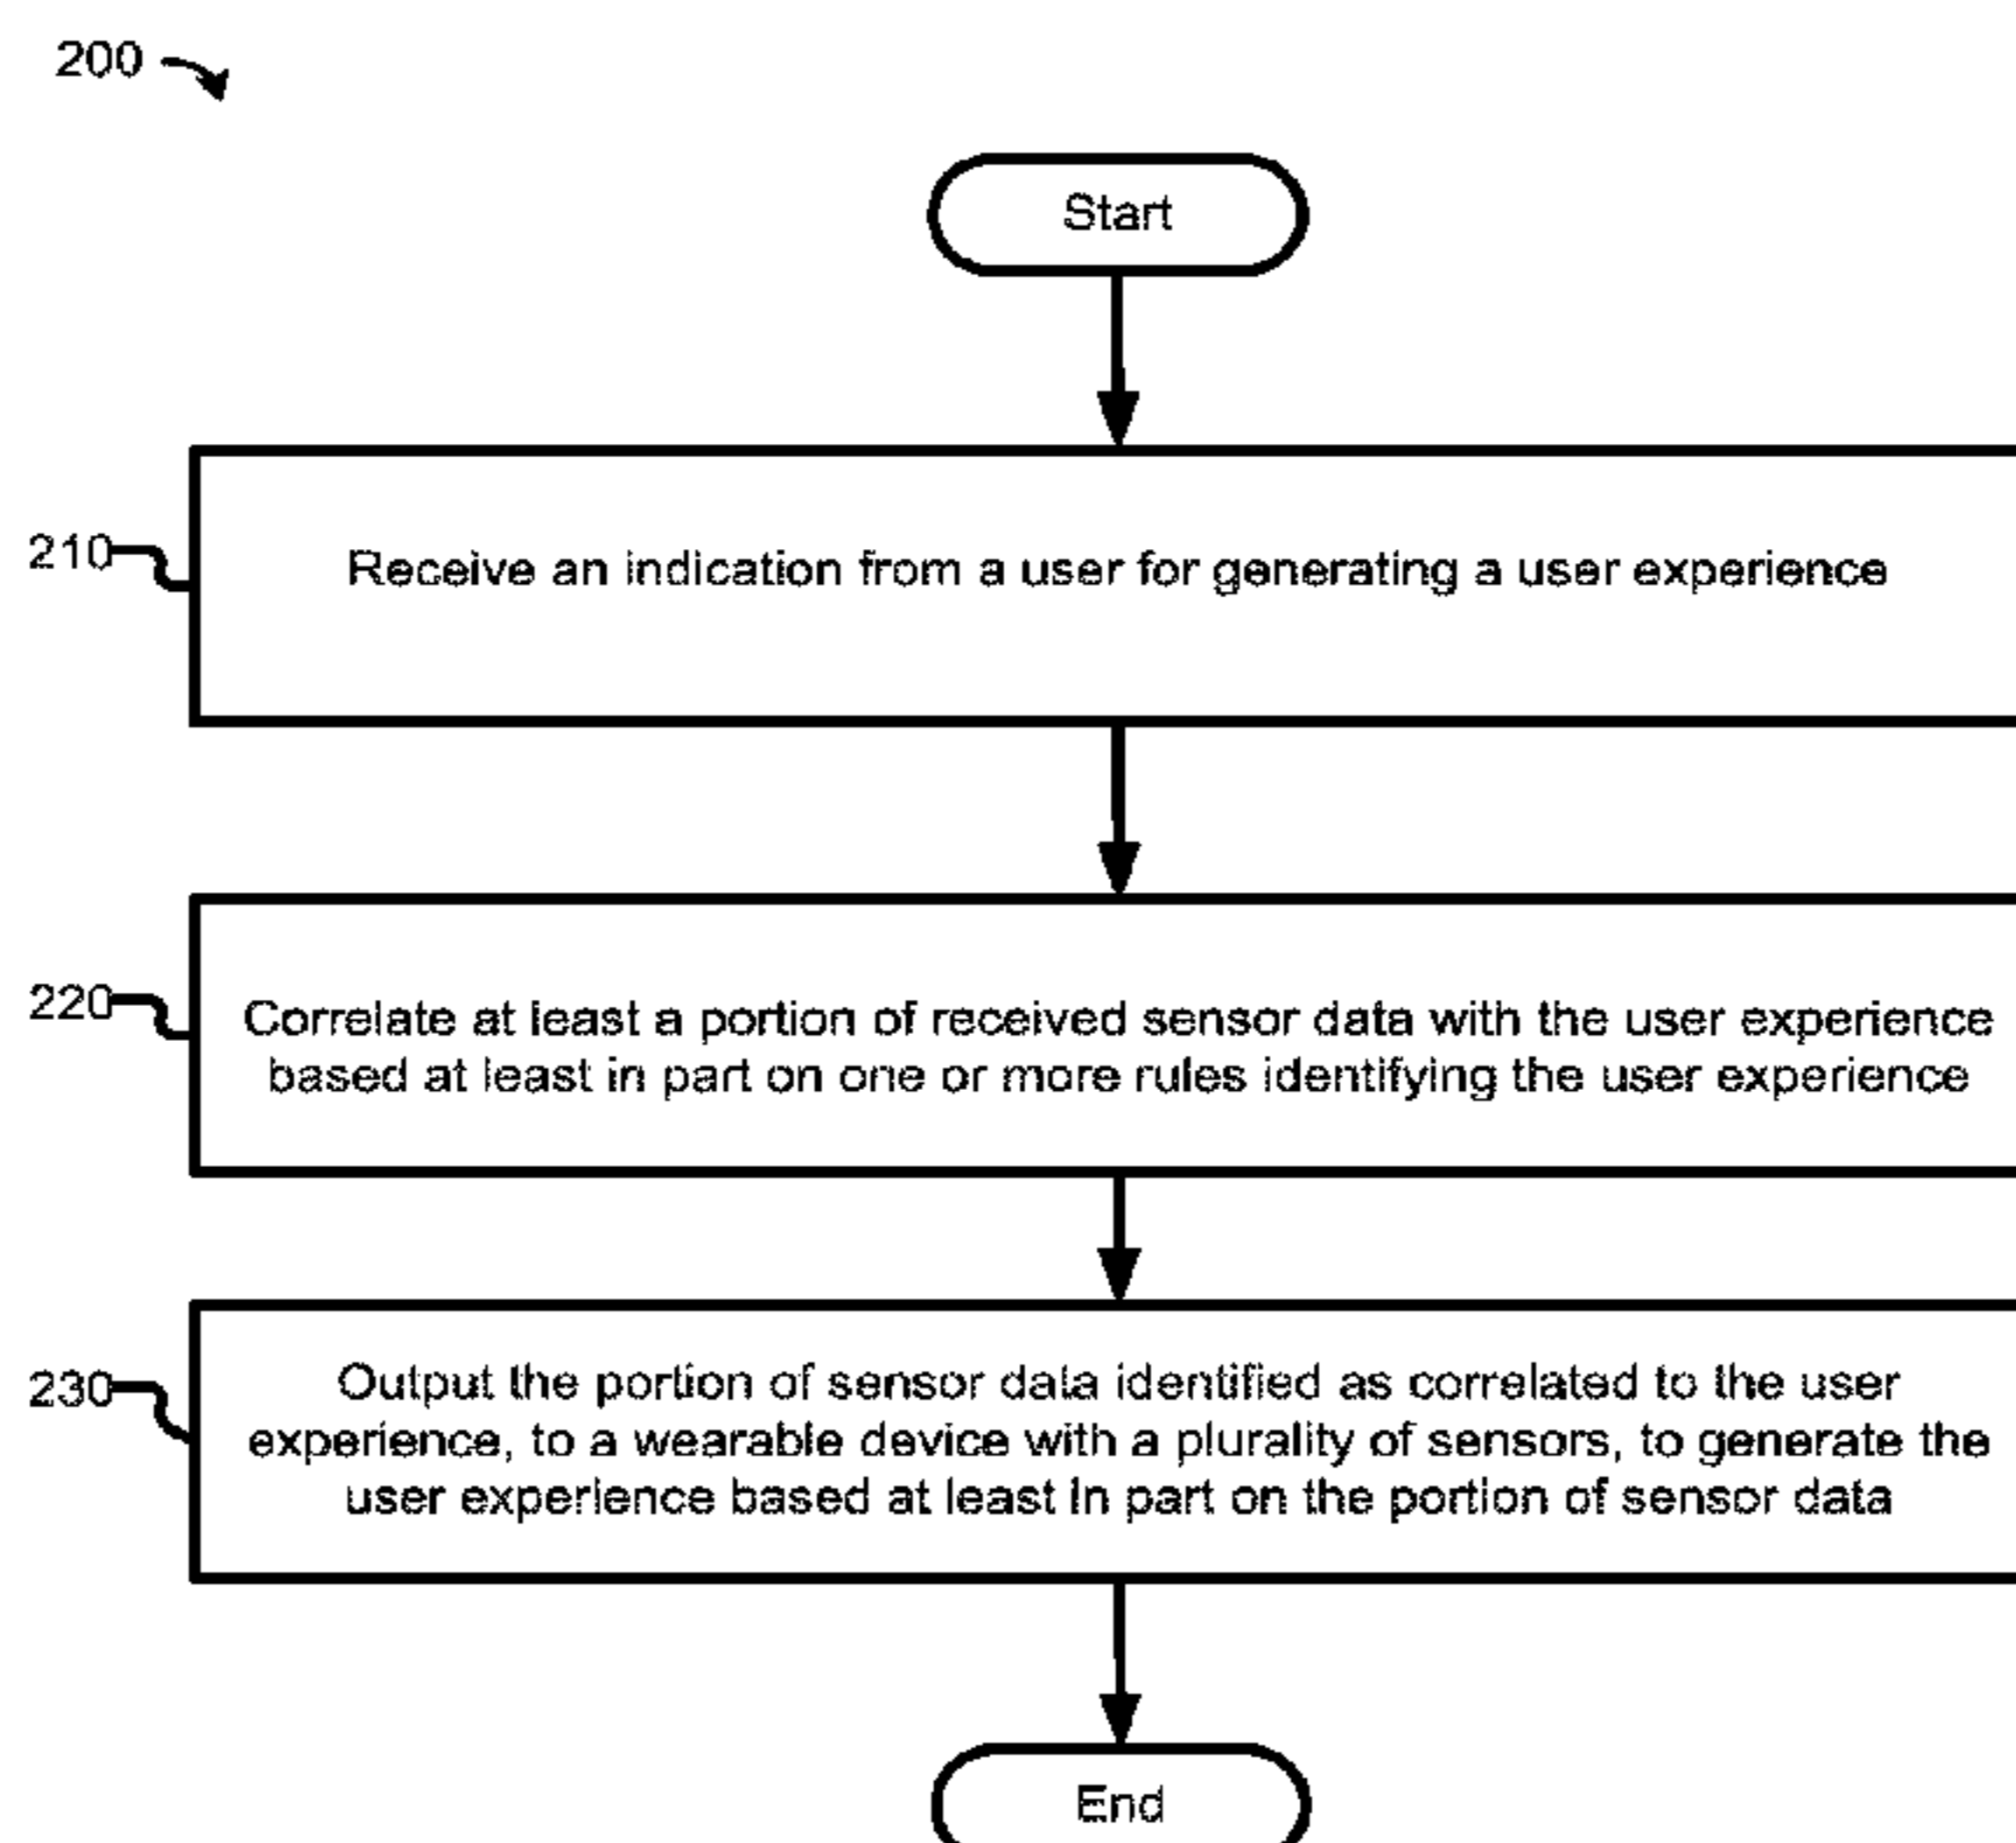 200
Start
210
Receive an indication from a user for generating a user experience
220
Correlate at least a portion of received sensor data with the user experience
based at least in part on one or more rules identifying the user experience
230
Output the portion of sensor data identified as correlated to the user
experience, to a wearable device with a plurality of sensors, to generate the
user experience based at least in part on the portion of sensor data
End